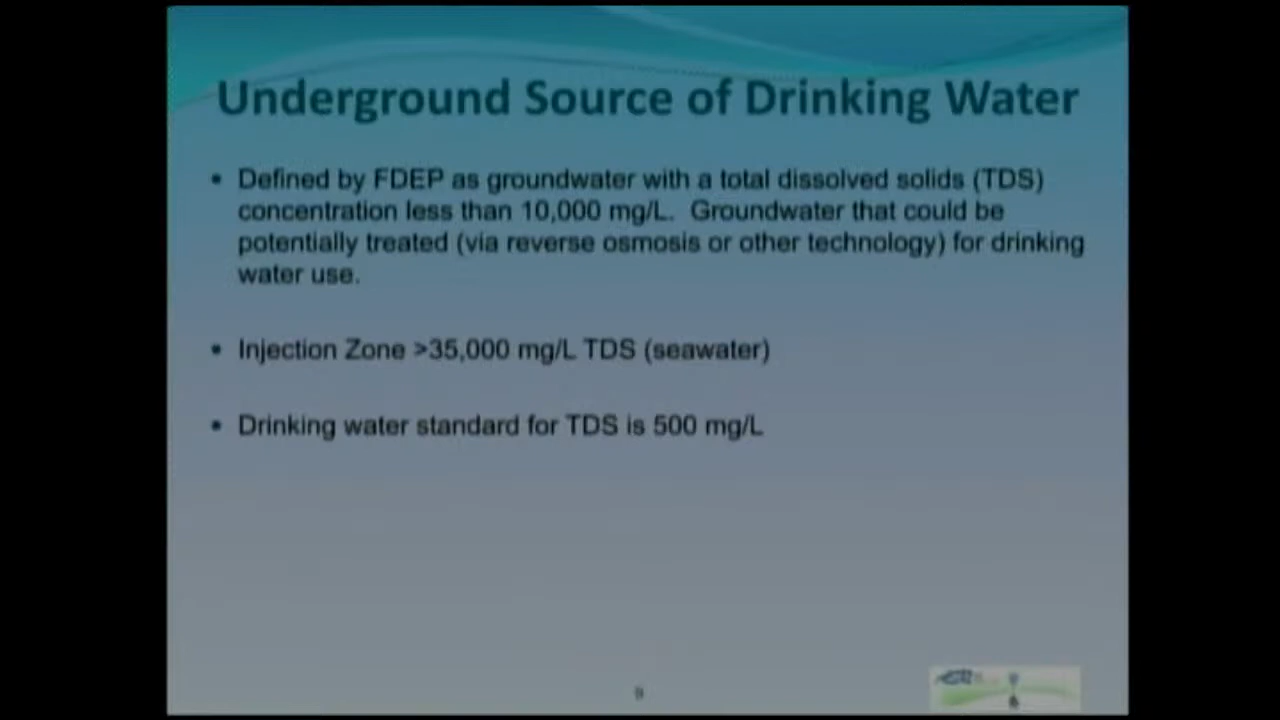 Underground Source of Drinking Water
• Defined by FDEP as groundwater with a total dissolved solids (TDS)
concentration less than 10,000 mg/L.  Groundwater that could be
potentially treated (via reverse osmosis or other technology) for drinking
water use.
• Injection Zone >35,000 mg/L TDS (seawater)
• Drinking water standard for TDS is 500 mg/L